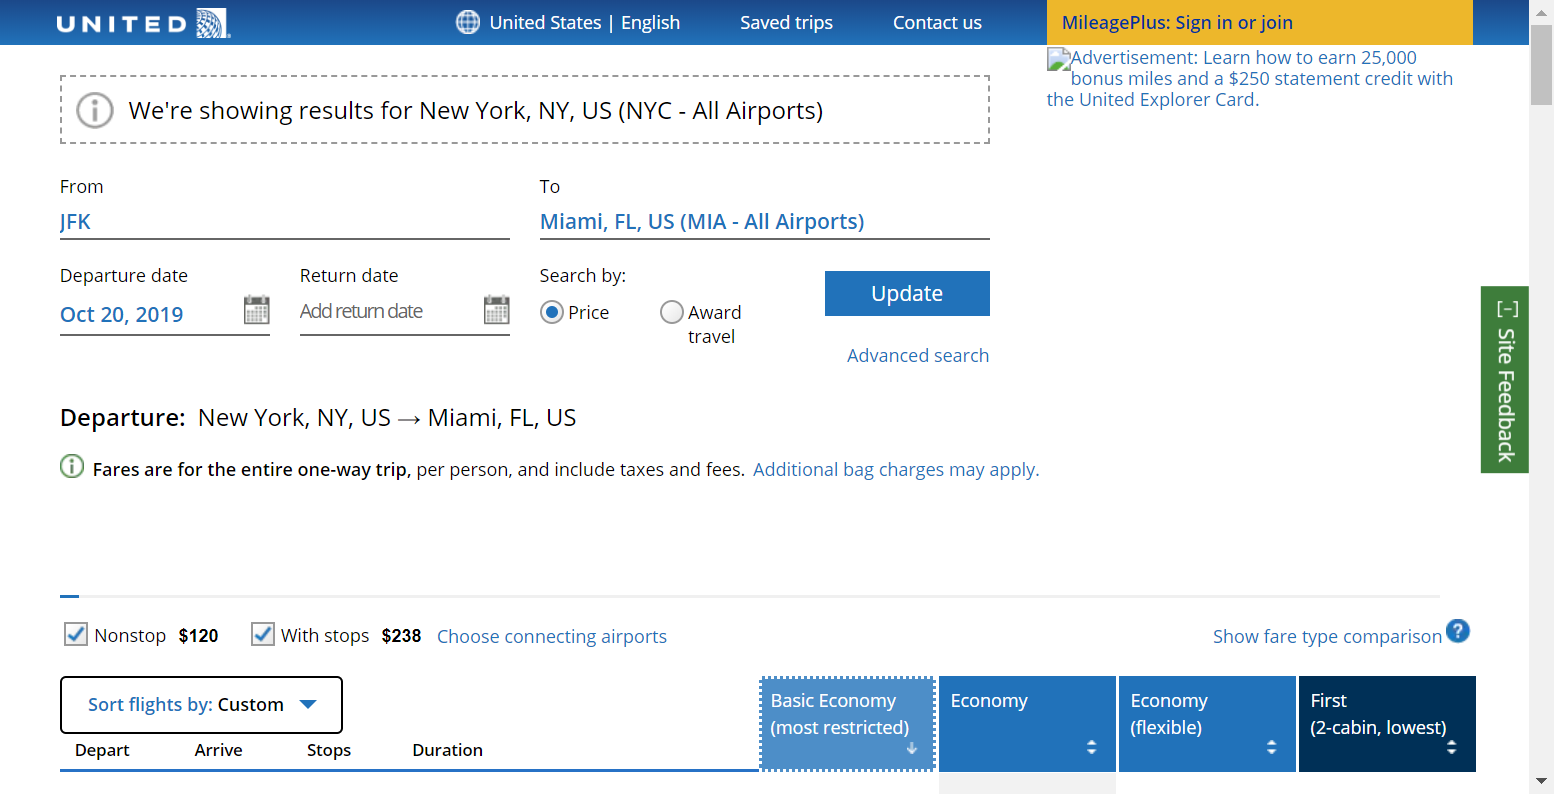 UNITED
United States | English
Saved trips
Contact us
MileagePlus: Sign in or join
Advertisement: Learn how to earn 25,000
bonus miles and a $250 statement credit with
the United Explorer Card.
We're showing results for New York, NY, US (NYC - All Airports)
From
To
JFK
Miami, FL, US (MIA - All Airports)
Departure date
Return date
Search by:
Oct 20, 2019
Add return date
Price
Award
travel
Update
Advanced search
[-] Site Feedback
Departure: New York, NY, US → Miami, FL, US
Fares are for the entire one-way trip, per person, and include taxes and fees. Additional bag charges may apply.
Nonstop $120
With stops $238
Choose connecting airports
Show fare type comparison ?
Sort flights by: Custom
Basic Economy
(most restricted)
Economy
Economy
(flexible)
First
(2-cabin, lowest)
Depart
Arrive
Stops
Duration